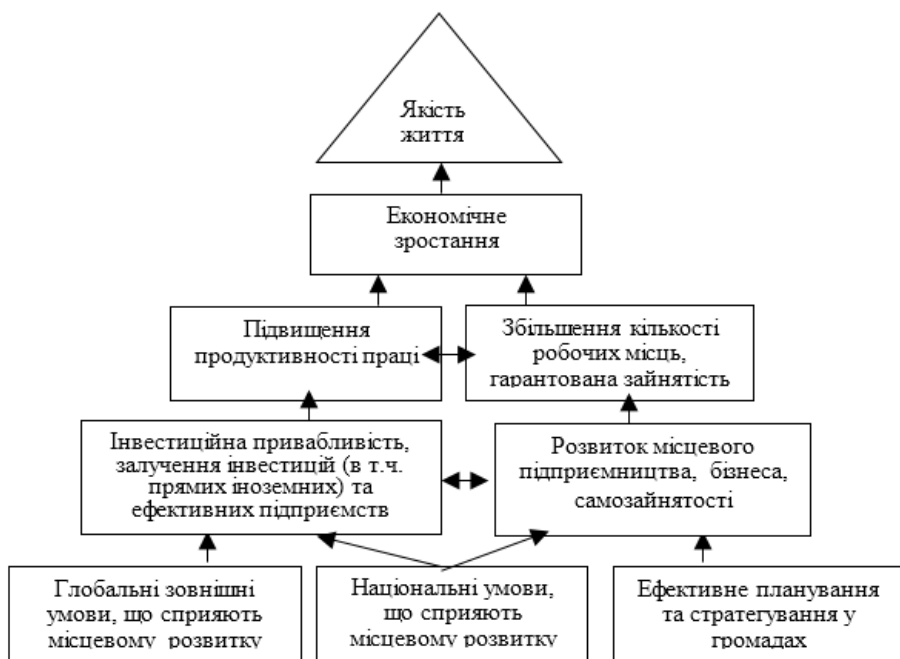 Якість
життя
Економічне
зростання
Підвищення
продуктивності праці
Збільшення кількості
робочих місць,
гарантована зайнятість
Інвестиційна привабливість,
залучення інвестицій (в т.ч.
прямих іноземних) та
ефективних підприємств
Розвиток місцевого
підприємництва, бізнеса,
самозайнятості
Глобальні зовнішні
умови, що сприяють
місцевому розвитку
Національні умови,
що сприяють
місцевому розвитку
Ефективне планування
та стратегування у
громадах